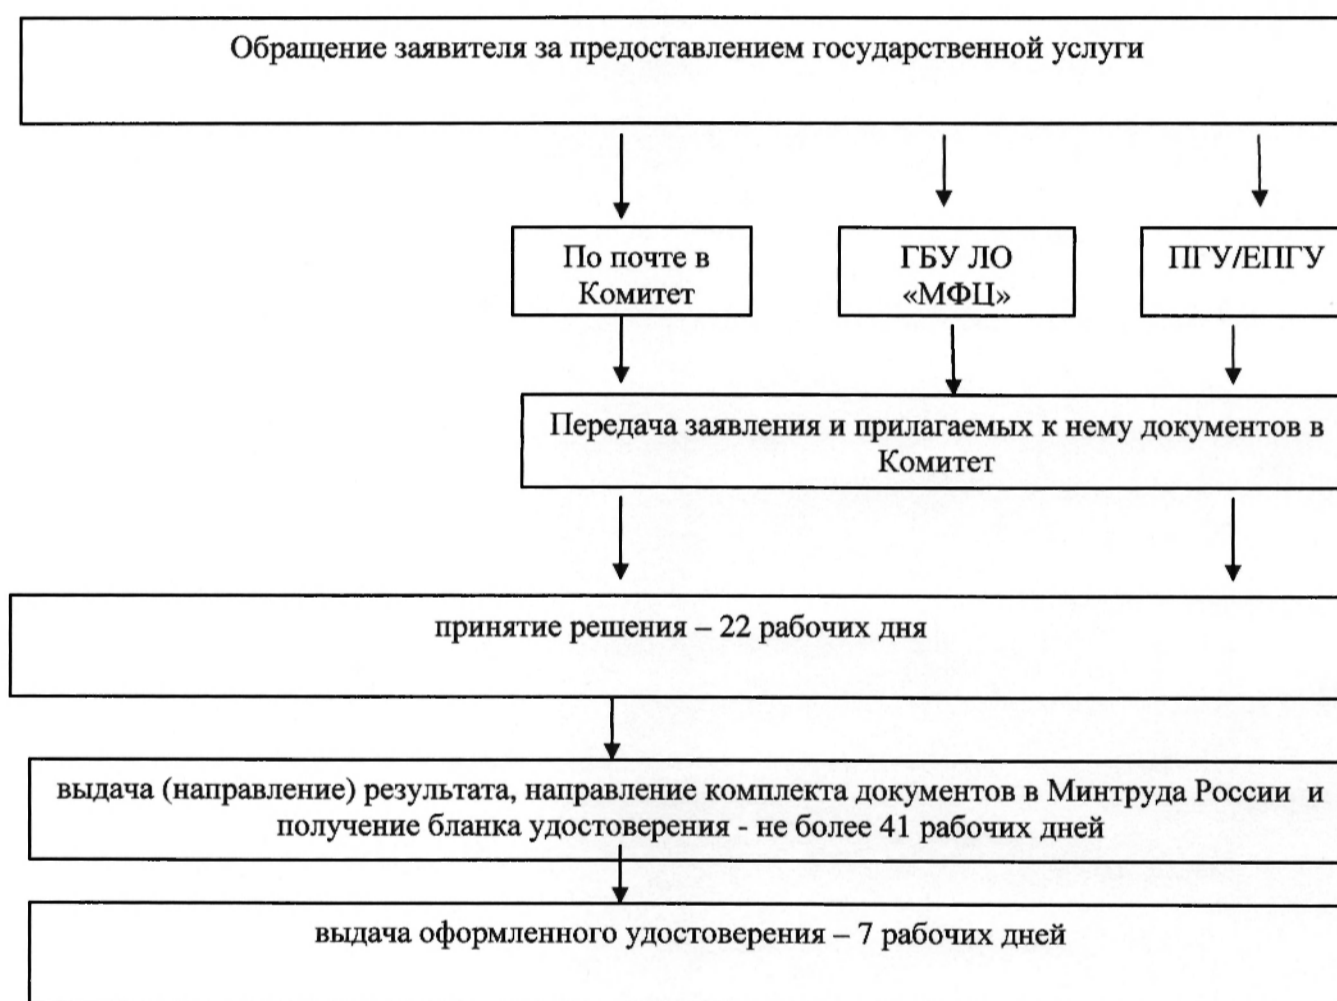 Обращение заявителя за предоставлением государственной услуги
По почте в
Комитет
ГБУ ЛО
«МФЦ»
ПГУ/ЕПГУ
Передача заявления и прилагаемых к нему документов в
Комитет
принятие решения – 22 рабочих дня
выдача (направление) результата, направление комплекта документов в Минтруда России и
получение бланка удостоверения - не более 41 рабочих дней
выдача оформленного удостоверения – 7 рабочих дней